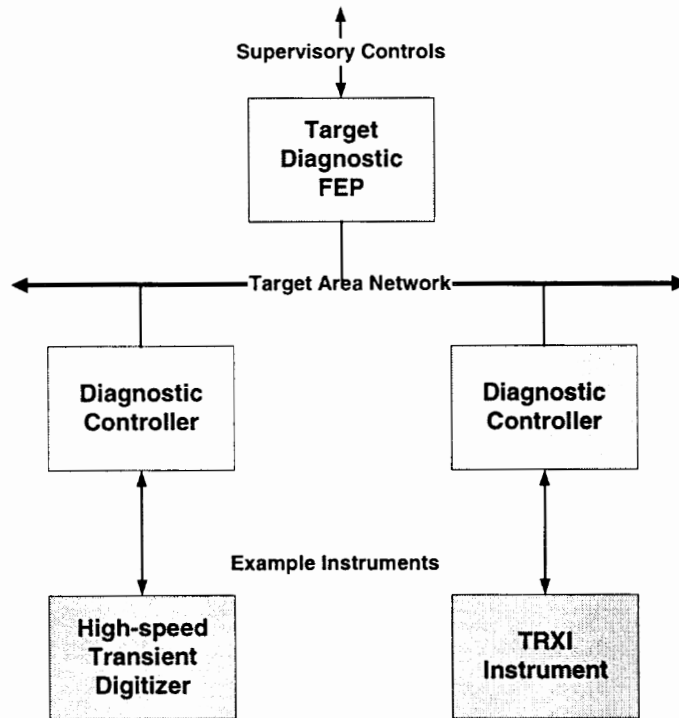 Supervisory Controls
Target
Diagnostic
FEP
Target Area Network
Diagnostic
Controller
Diagnostic
Controller
Example Instruments
High-speed
Transient
Digitizer
TRXI
Instrument